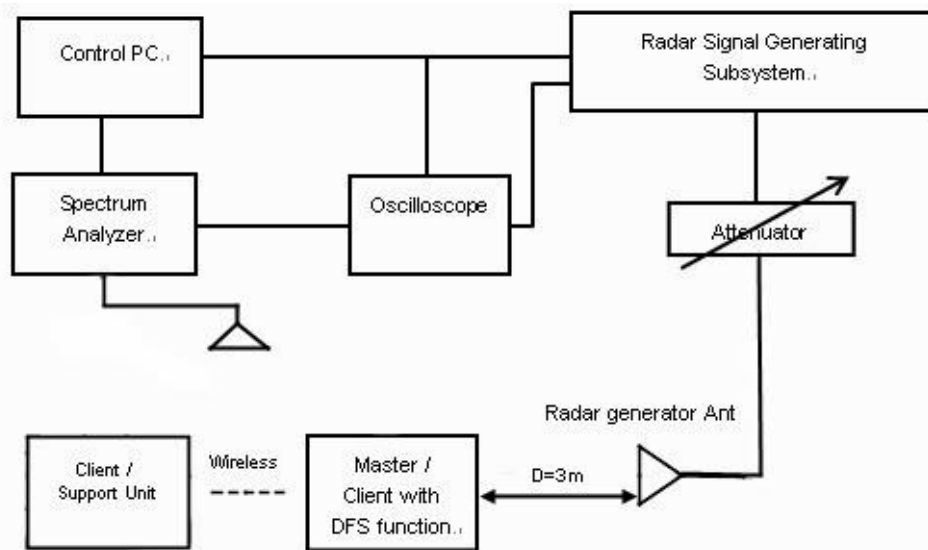 Control PC.
Radar Signal Generating
Subsystem.
Spectrum
Analyzer.
Oscilloscope
Attenuator
Radar generator Ant
Client /
Support Unit
Wireless
Master /
Client with
DFS function.
D=3m